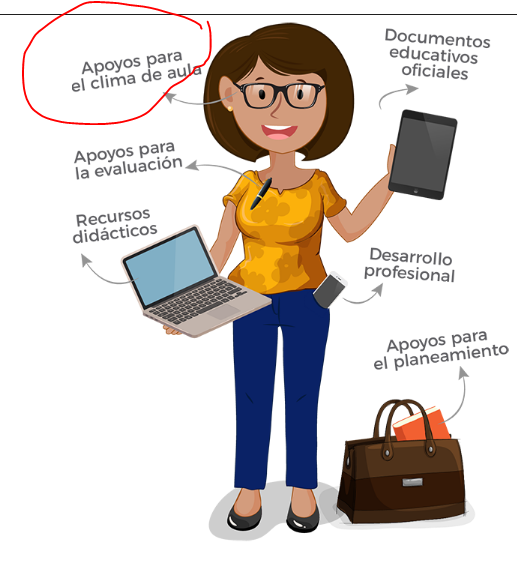 Apoyos para
el clima de aula
Documentos
educativos
oficiales
Apoyos para
la evaluación
Recursos
didácticos
Desarrollo
profesional
Apoyos para
el planeamiento